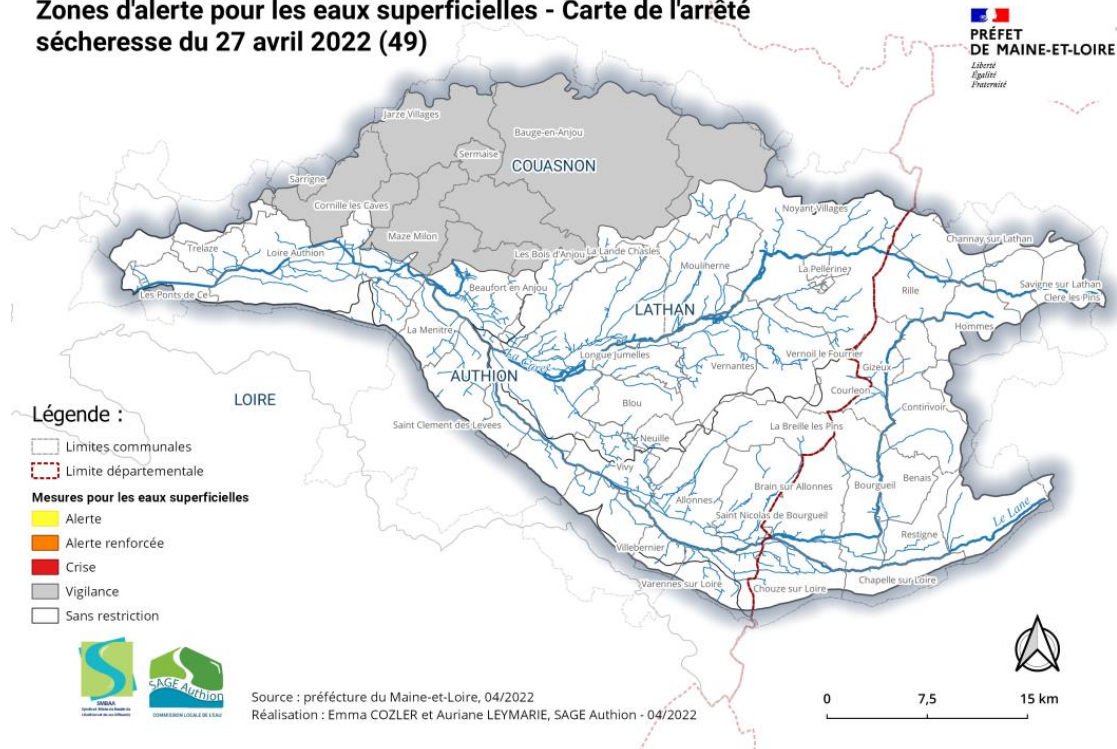 Zones d'alerte pour les eaux superficielles - Carte de l'arrêté
sécheresse du 27 avril 2022 (49)
PRÉFET
DE MAINE-ET-LOIRE
Liberté
Égalité
Fraternité
Jarze Villages
Bauge-en-Anjou
Sermaise
COUASNON
Sarrigne
Cornille les Caves
Noyant-Villages
Maze Milon
Channay sur Lathan
Trelaze
Loire Authion
Les Bois d'Anjou
La Lande Chasles
Mouliherne
La Pellerine
Savigne sur Lathan
Les Ponts de Ce
Beaufort en Anjou
Rille
Clere les Pins
LATHAN
La Menitre
Hommes
Longue Jumelles
Vernoil le Fourrier
Vernantes
Gizeux
AUTHION
Courleon
LOIRE
Blou
Continvoir
Saint Clement des Levees
La Breille les Pins
Neuille
Vivy
Benais
Brain sur Allonnes
Bourgueil
Allonnes
Saint Nicolas de Bourgueil
Le Lane
Restigne
Villebernier
Varennes sur Loire
Chouze sur Loire
Chapelle sur Loire
Légende :
Limites communales
Limite départementale
Mesures pour les eaux superficielles
Alerte
Alerte renforcée
Crise
Vigilance
Sans restriction
SMBAA
SAGE Authion
COMMISSION LOCALE DE L'EAU
Source : préfécture du Maine-et-Loire, 04/2022
Réalisation : Emma COZLER et Auriane LEYMARIE, SAGE Authion - 04/2022
0 7,5 15 km